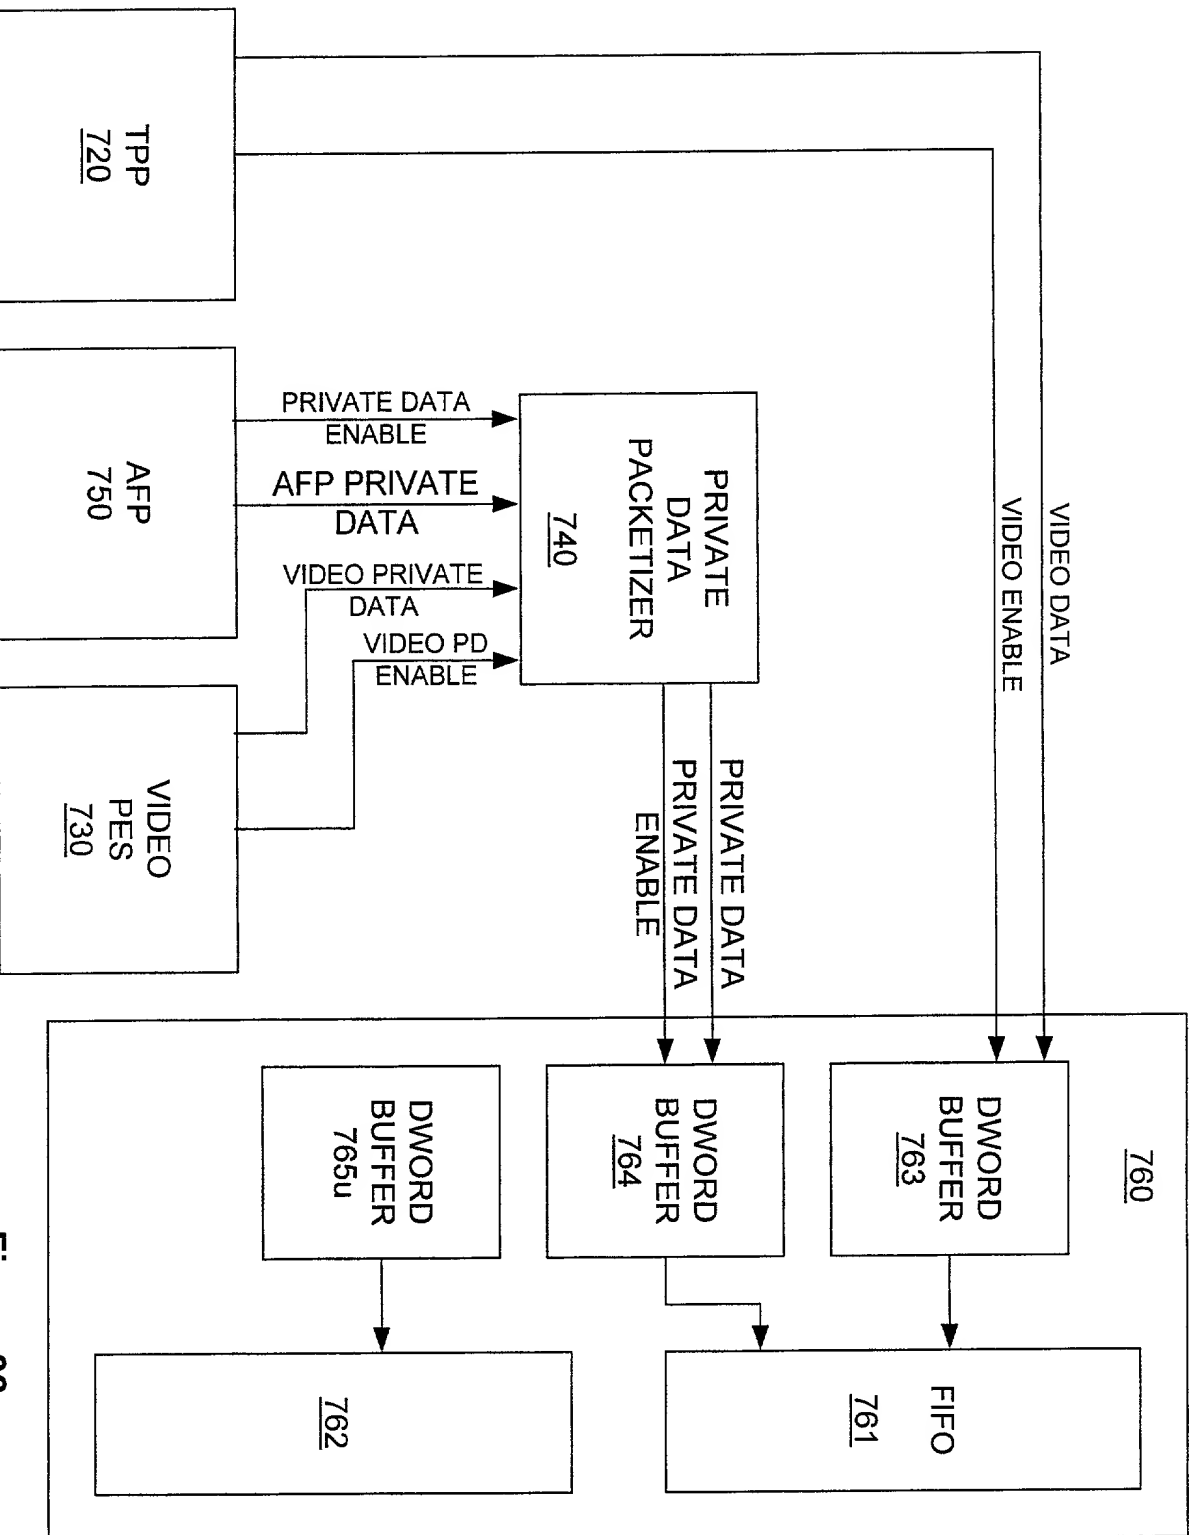 760
VIDEO DATA
VIDEO ENABLE
DWORD
BUFFER
763
FIFO
761
PRIVATE
DATA
PACKETIZER
740
PRIVATE DATA
PRIVATE DATA
ENABLE
DWORD
BUFFER
764
DWORD
BUFFER
765u
762
PRIVATE DATA
ENABLE
AFP PRIVATE
DATA
VIDEO PRIVATE
DATA
VIDEO PD
ENABLE
TPP
720
AFP
750
VIDEO
PES
730